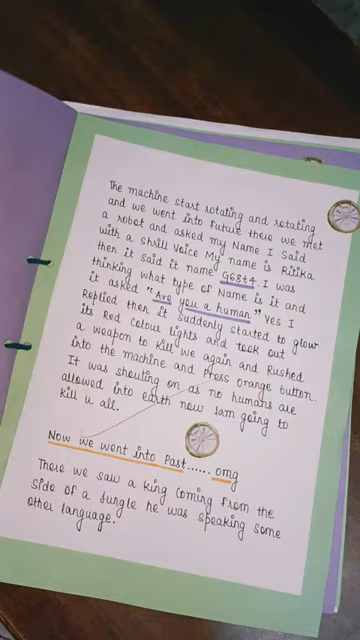 The machine start rotating and rotating
and we went into future there we met
a robot and asked my Name I Said
with a shrill voice My name is Ritika
then it said it name G68t4. I was
thinking what type of Name is it and
it asked "Are you a human" Yes I
Replied then it Suddenly started to glow
its Red colour lights and took out
a weapon to kill we again and Rushed
into the machine and Press orange button.
It was shouting on as no humans are
allowed into earth now Iam going to
kill u all.
Now we went into Past...... omg
There we saw a King Coming from the
side of a Jungle he was speaking some
other language.